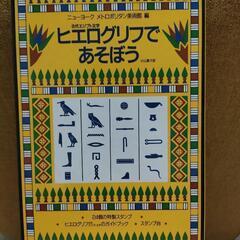 ニューヨーク メトロポリタン美術館 編
古代エジプト文字
ヒエロググリフで
あそぼう
24個の特製スタンプ
ヒエログリフ
のガイドブック
スタンプ台